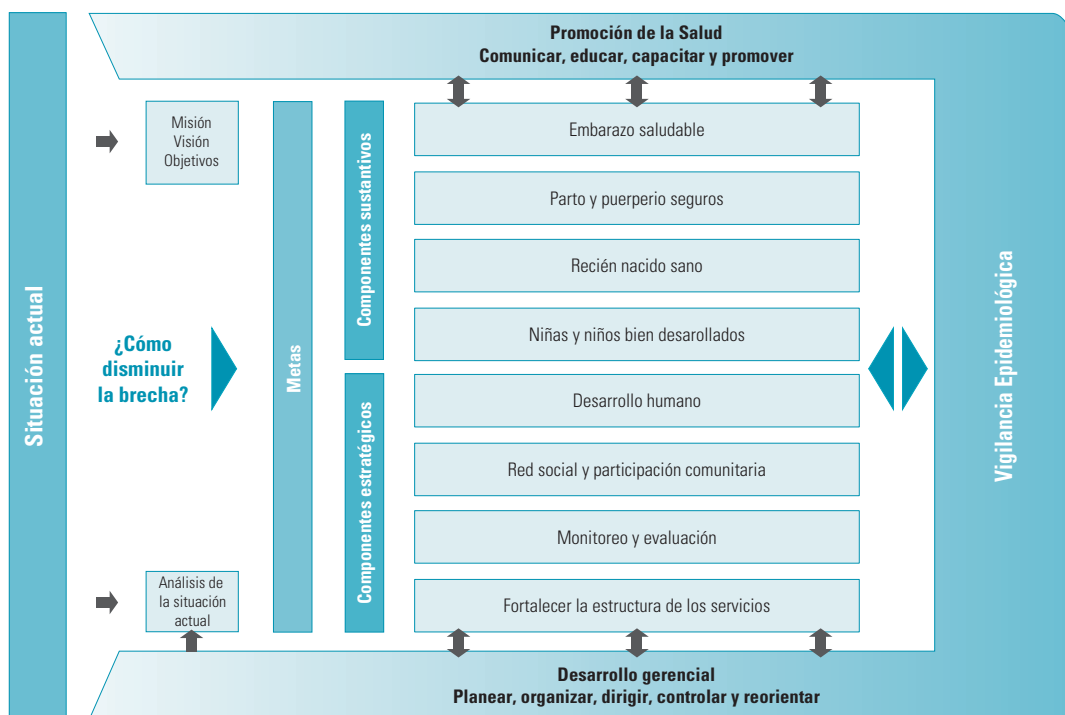 Promoción de la Salud
Comunicar, educar, capacitar y promover
Situación actual
Misión
Visión
Objetivos
¿Cómo
disminuir
la brecha?
Análisis de
la situación
actual
Metas
Componentes sustantivos
Componentes estratégicos
Embarazo saludable
Parto y puerperio seguros
Recién nacido sano
Niñas y niños bien desarollados
Desarrollo humano
Red social y participación comunitaria
Monitoreo y evaluación
Fortalecer la estructura de los servicios
Vigilancia Epidemiológica
Desarrollo gerencial
Planear, organizar, dirigir, controlar y reorientar